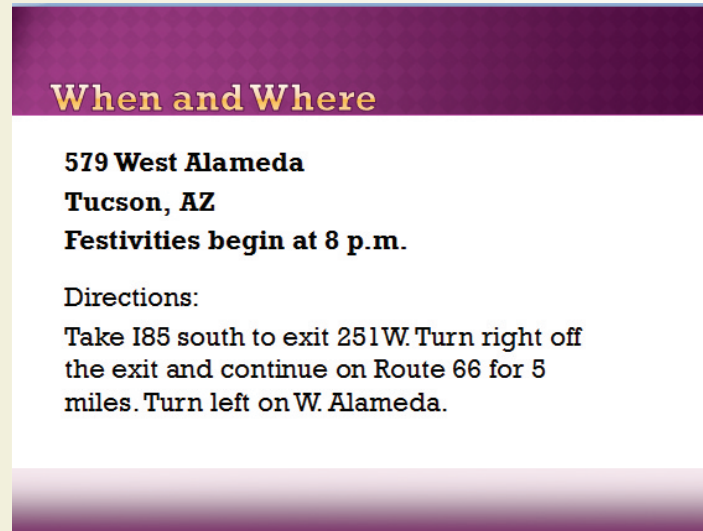 When and Where
579 West Alameda
Tucson, AZ
Festivities begin at 8 p.m.
Directions:
Take I85 south to exit 251W. Turn right off
the exit and continue on Route 66 for 5
miles. Turn left on W. Alameda.